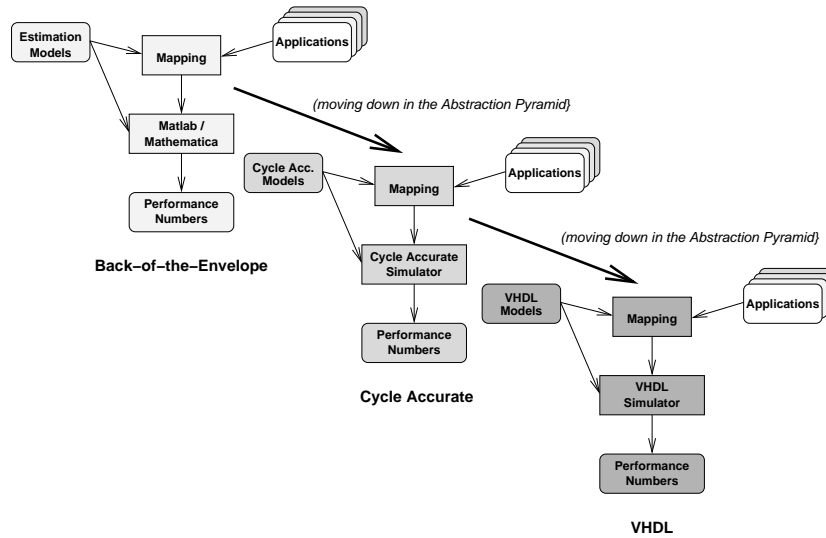 Estimation
Models
Mapping
Applications
Matlab /
Mathematica
Performance
Numbers
Back−of−the−Envelope
(moving down in the Abstraction Pyramid}
Cycle Acc.
Models
Mapping
Applications
Cycle Accurate
Simulator
Performance
Numbers
Cycle Accurate
(moving down in the Abstraction Pyramid}
VHDL
Models
Mapping
Applications
VHDL
Simulator
Performance
Numbers
VHDL